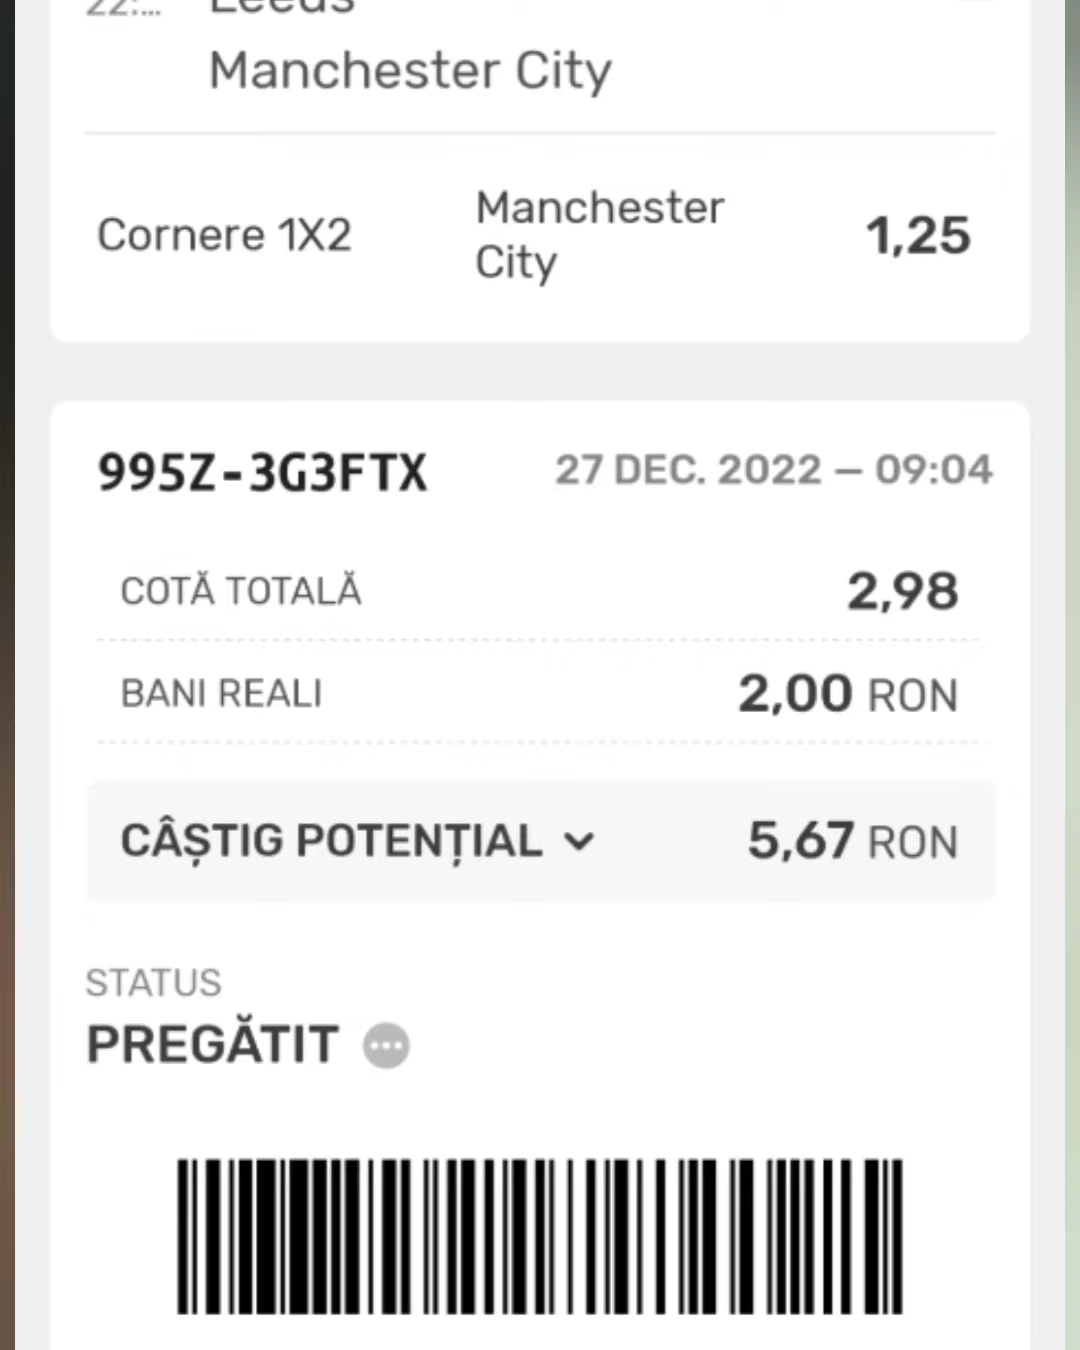 Leeds
Manchester City
Cornere 1X2
Manchester
City
1,25
995Z-3G3FTX
27 DEC. 2022 – 09:04
COTĂ TOTALĂ
2,98
BANI REALI
2,00 RON
CÂȘTIG POTENȚIAL
5,67 RON
STATUS
PREGĂTIT